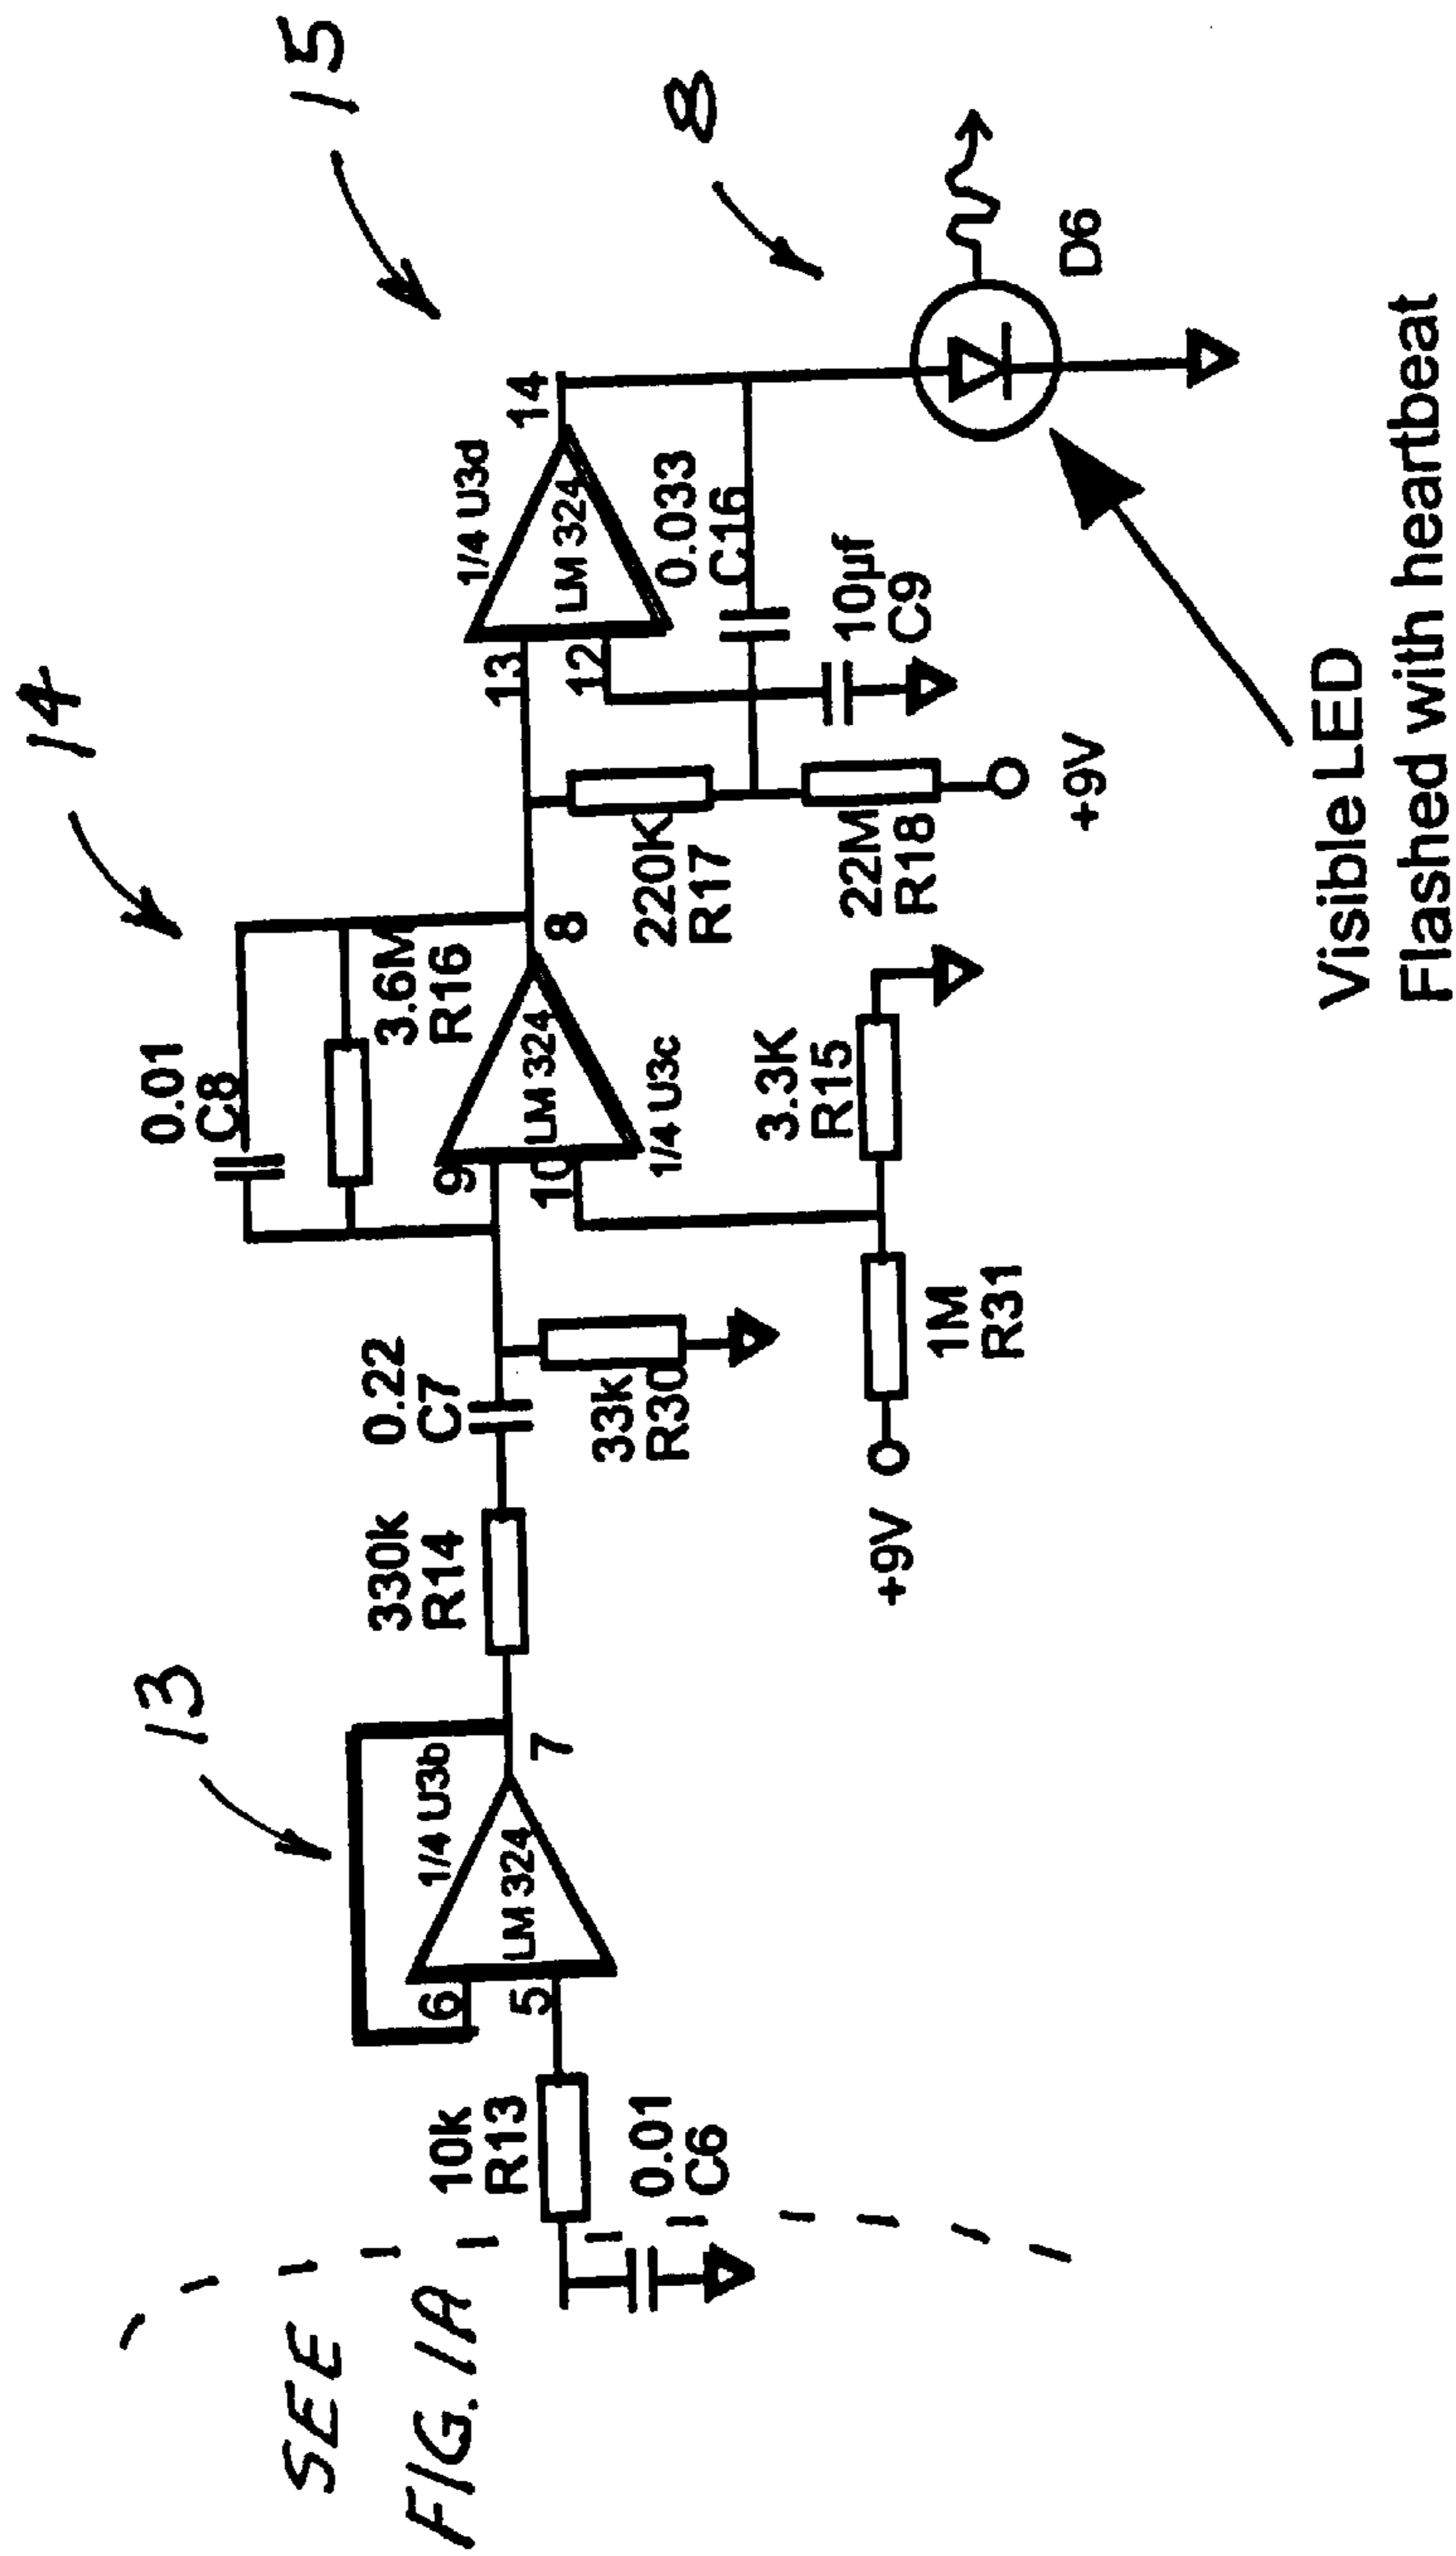 SEE
FIG. 1A
10k
R13
0.01
C6
13
1/4 U3b
LM 324
6
5
7
330k
R14
0.22
C7
33k
R30
14
0.01
C8
3.6M
R16
9
10
LM 324
1/4 U3c
8
+9V
1M
R31
3.3K
R15
220K
R17
22M
R18
+9V
15
1/4 U3d
LM 324
13
12
14
0.033
C16
10µf
C9
8
D6
Visible LED
Flashed with heartbeat